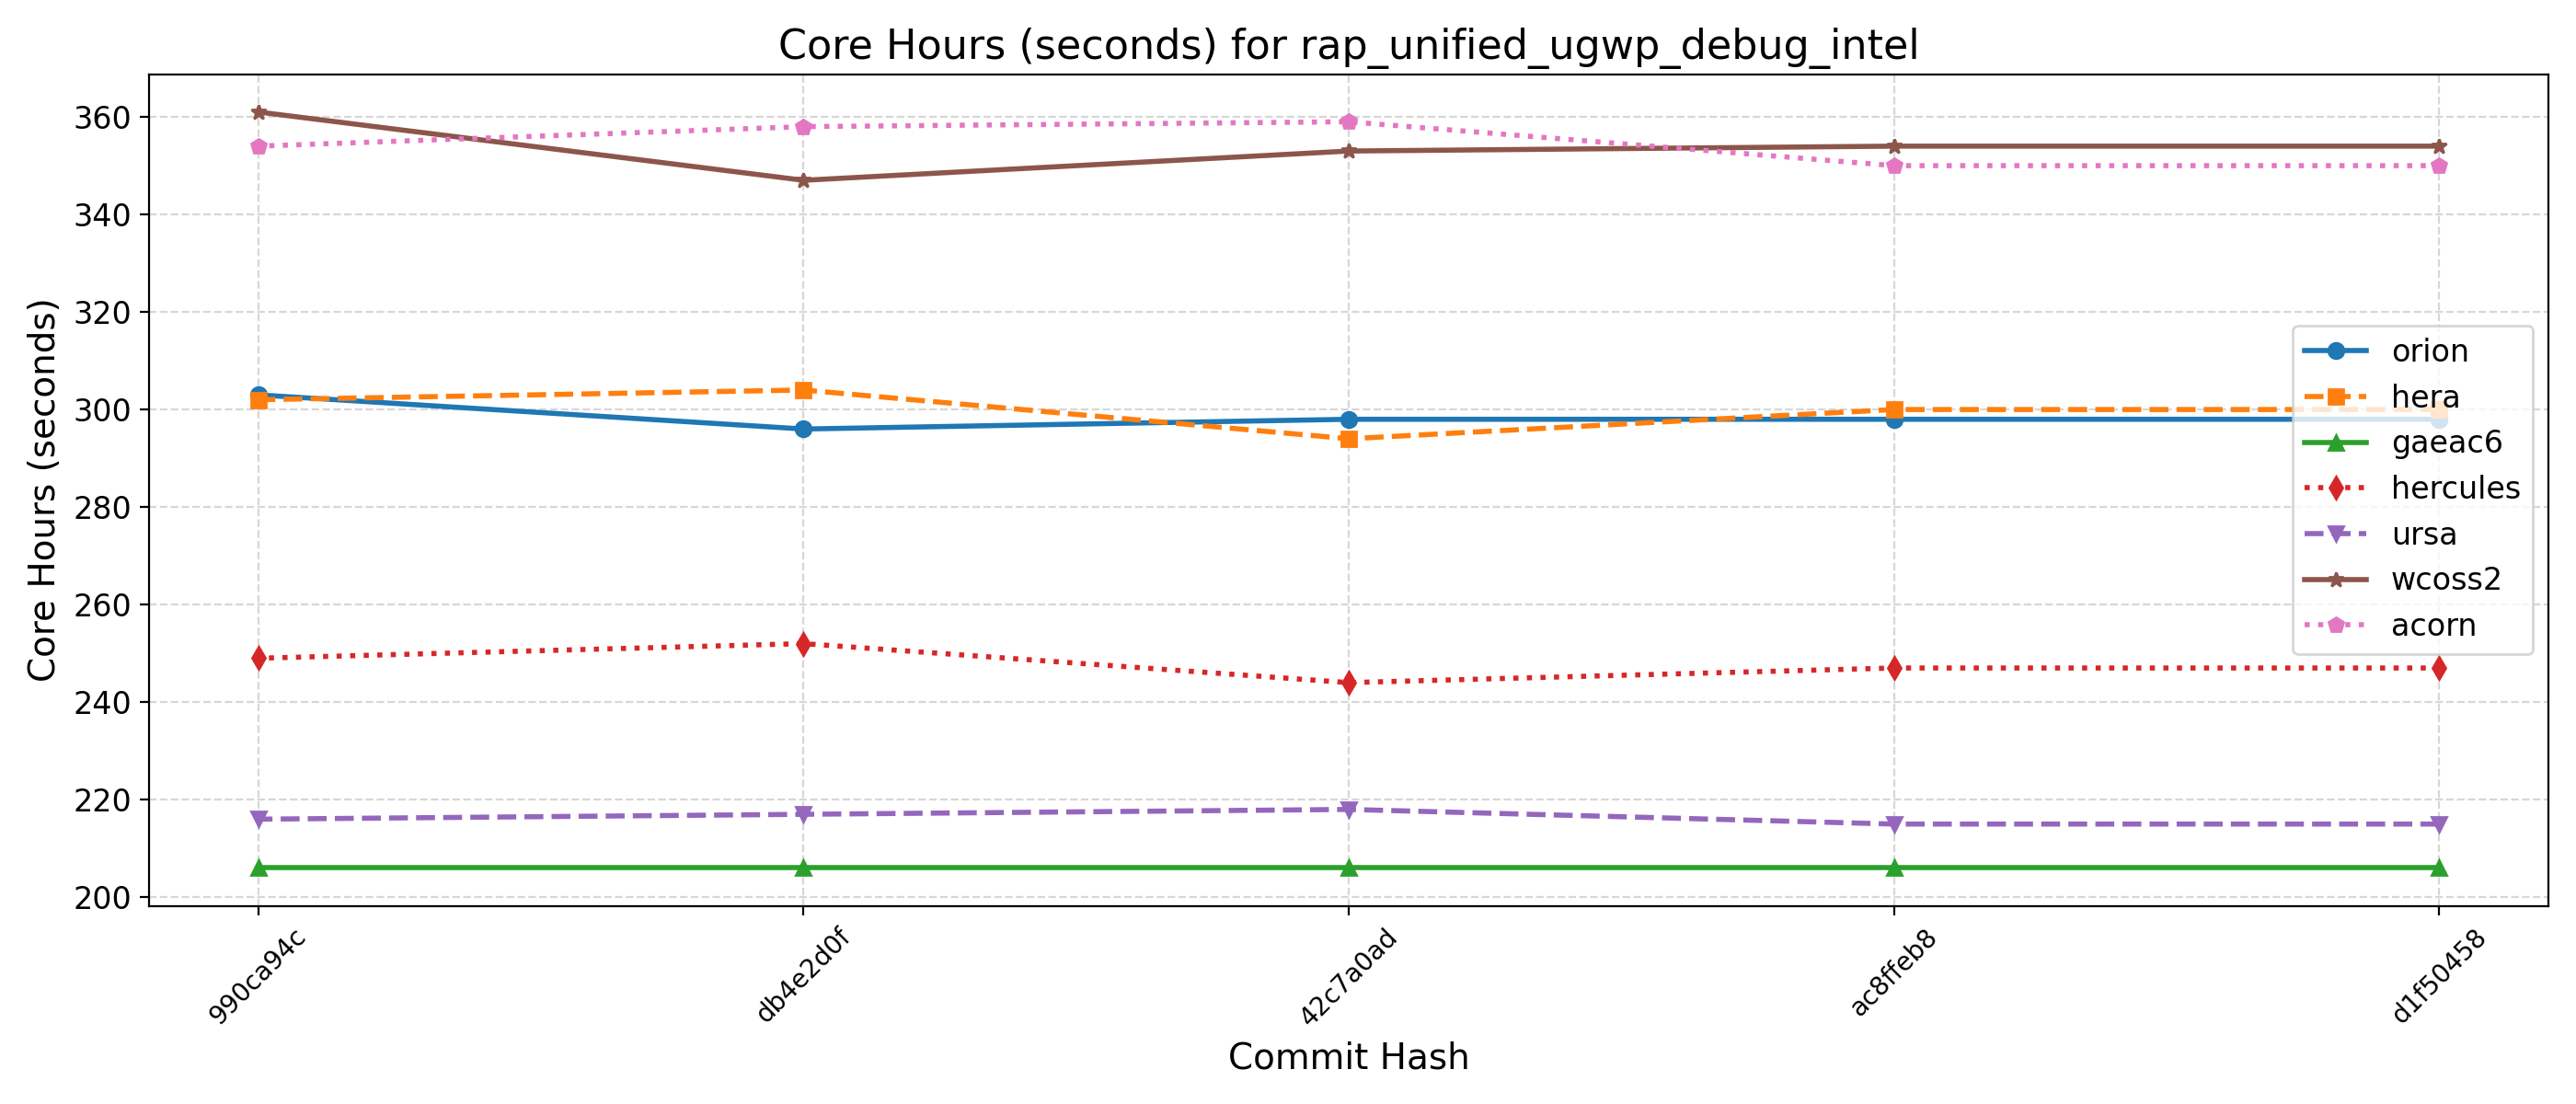 Core Hours (seconds) for rap_unified_ugwp_debug_intel
Core Hours (seconds)
360
340
320
300
280
260
240
220
200
orion
hera
gaeac6
hercules
ursa
wcoss2
acorn
990ca94c
db4e2d0f
42c7a0ad
ac8ffeb8
d1f50458
Commit Hash